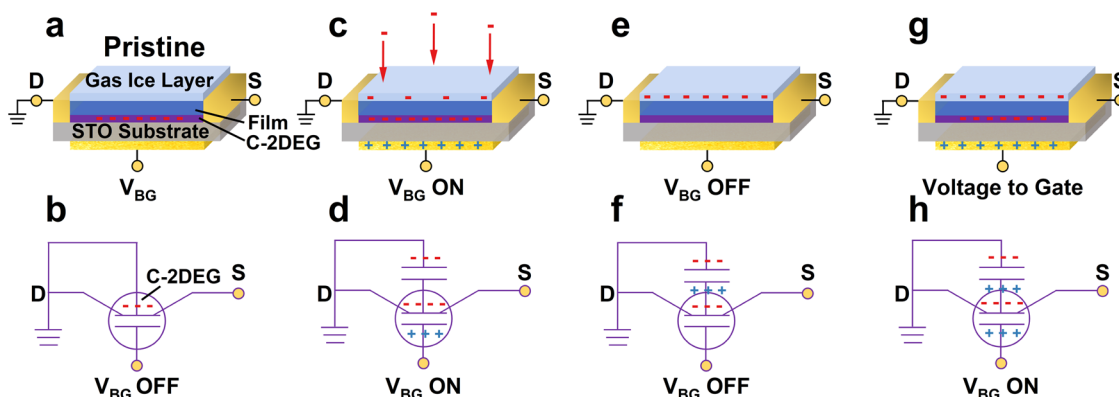 a
Pristine
D
S
Gas Ice Layer
Film
STO Substrate
C-2DEG
V_BG
c
- - -
D
S
- - - -
+ + + + + + +
V_BG ON
e
D
S
V_BG OFF
g
D
S
+ + + + + + +
Voltage to Gate
b
C-2DEG
D
S
- - -
V_BG OFF
d
- - -
D
S
- - - -
+ + +
V_BG ON
f
- - -
+ + +
D
S
- - -
V_BG OFF
h
- - -
+ + +
D
S
- - - - -
+ + +
V_BG ON